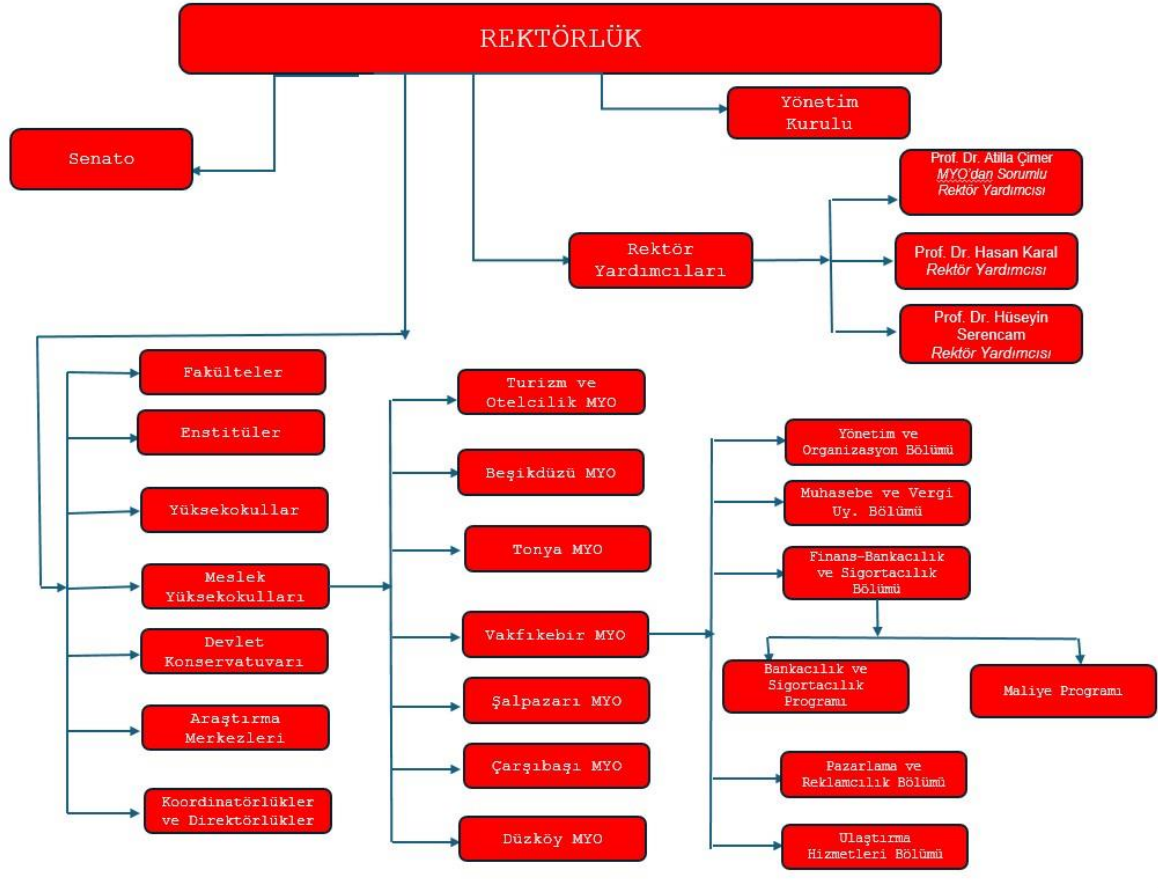 REKTÖRLÜK
Yönetim
Kurulu
Senato
Prof. Dr. Atilla Çimer
MYO'dan Sorumlu
Rektör Yardımcısı
Rektör
Yardımcıları
Prof. Dr. Hasan Karal
Rektör Yardımcısı
Prof. Dr. Hüseyin
Serencam
Rektör Yardımcısı
Fakülteler
Enstitüler
Yüksekokullar
Meslek
Yüksekokulları
Devlet
Konservatuvarı
Araştırma
Merkezleri
Koordinatörlükler
ve Direktörlükler
Turizm ve
Otelcilik MYO
Beşikdüzü MYO
Tonya MYO
Vakfıkebir MYO
Şalpazarı MYO
Çarşıbaşı MYO
Düzköy MYO
Yönetim ve
Organizasyon Bölümü
Muhasebe ve Vergi
Uy. Bölümü
Finans-Bankacılık
ve Sigortacılık
Bölümü
Bankacılık ve
Sigortacılık
Programı
Maliye Programı
Pazarlama ve
Reklamcılık Bölümü
Ulaştırma
Hizmetleri Bölümü